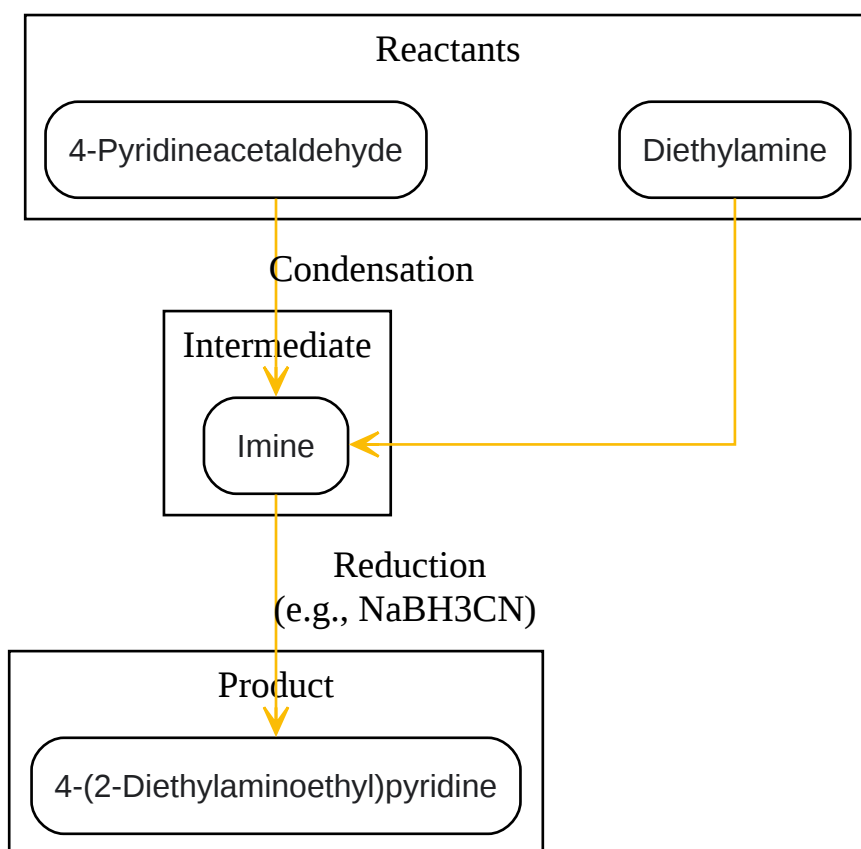 Reactants
4-Pyridineacetaldehyde
Diethylamine
Condensation
Intermediate
Imine
Reduction
(e.g., NaBH3CN)
Product
4-(2-Diethylaminoethyl)pyridine